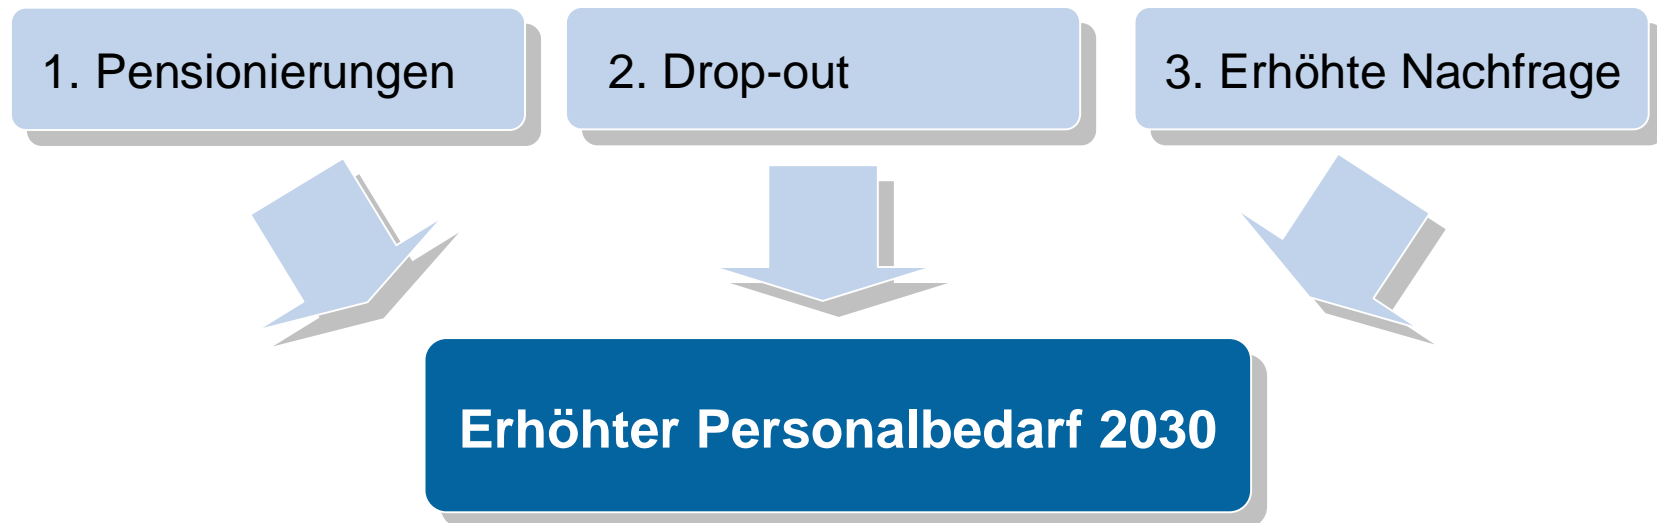 1. Pensionierungen
2. Drop-out
3. Erhöhte Nachfrage
Erhöhter Personalbedarf 2030